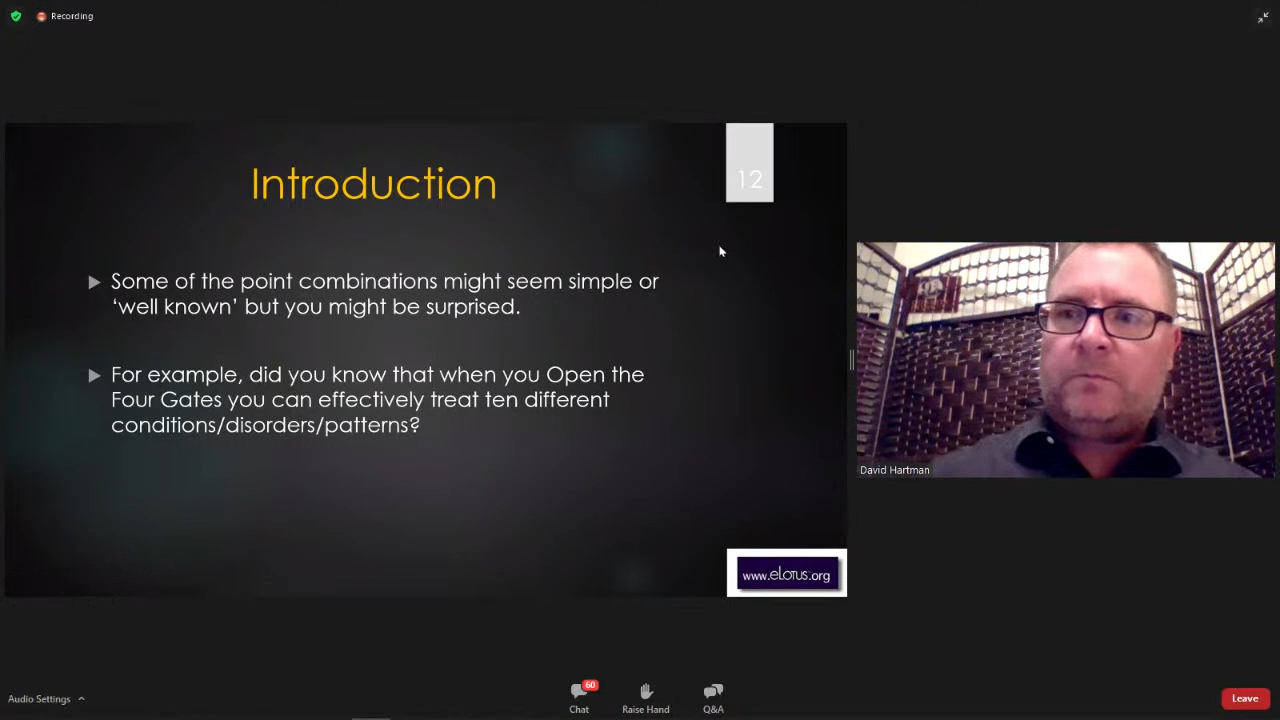 Recording
Introduction
12
Some of the point combinations might seem simple or
‘well known’ but you might be surprised.
For example, did you know that when you Open the
Four Gates you can effectively treat ten different
conditions/disorders/patterns?
David Hartman
www.eLotus.org
Audio Settings
60
Chat
Raise Hand
Q&A
Leave